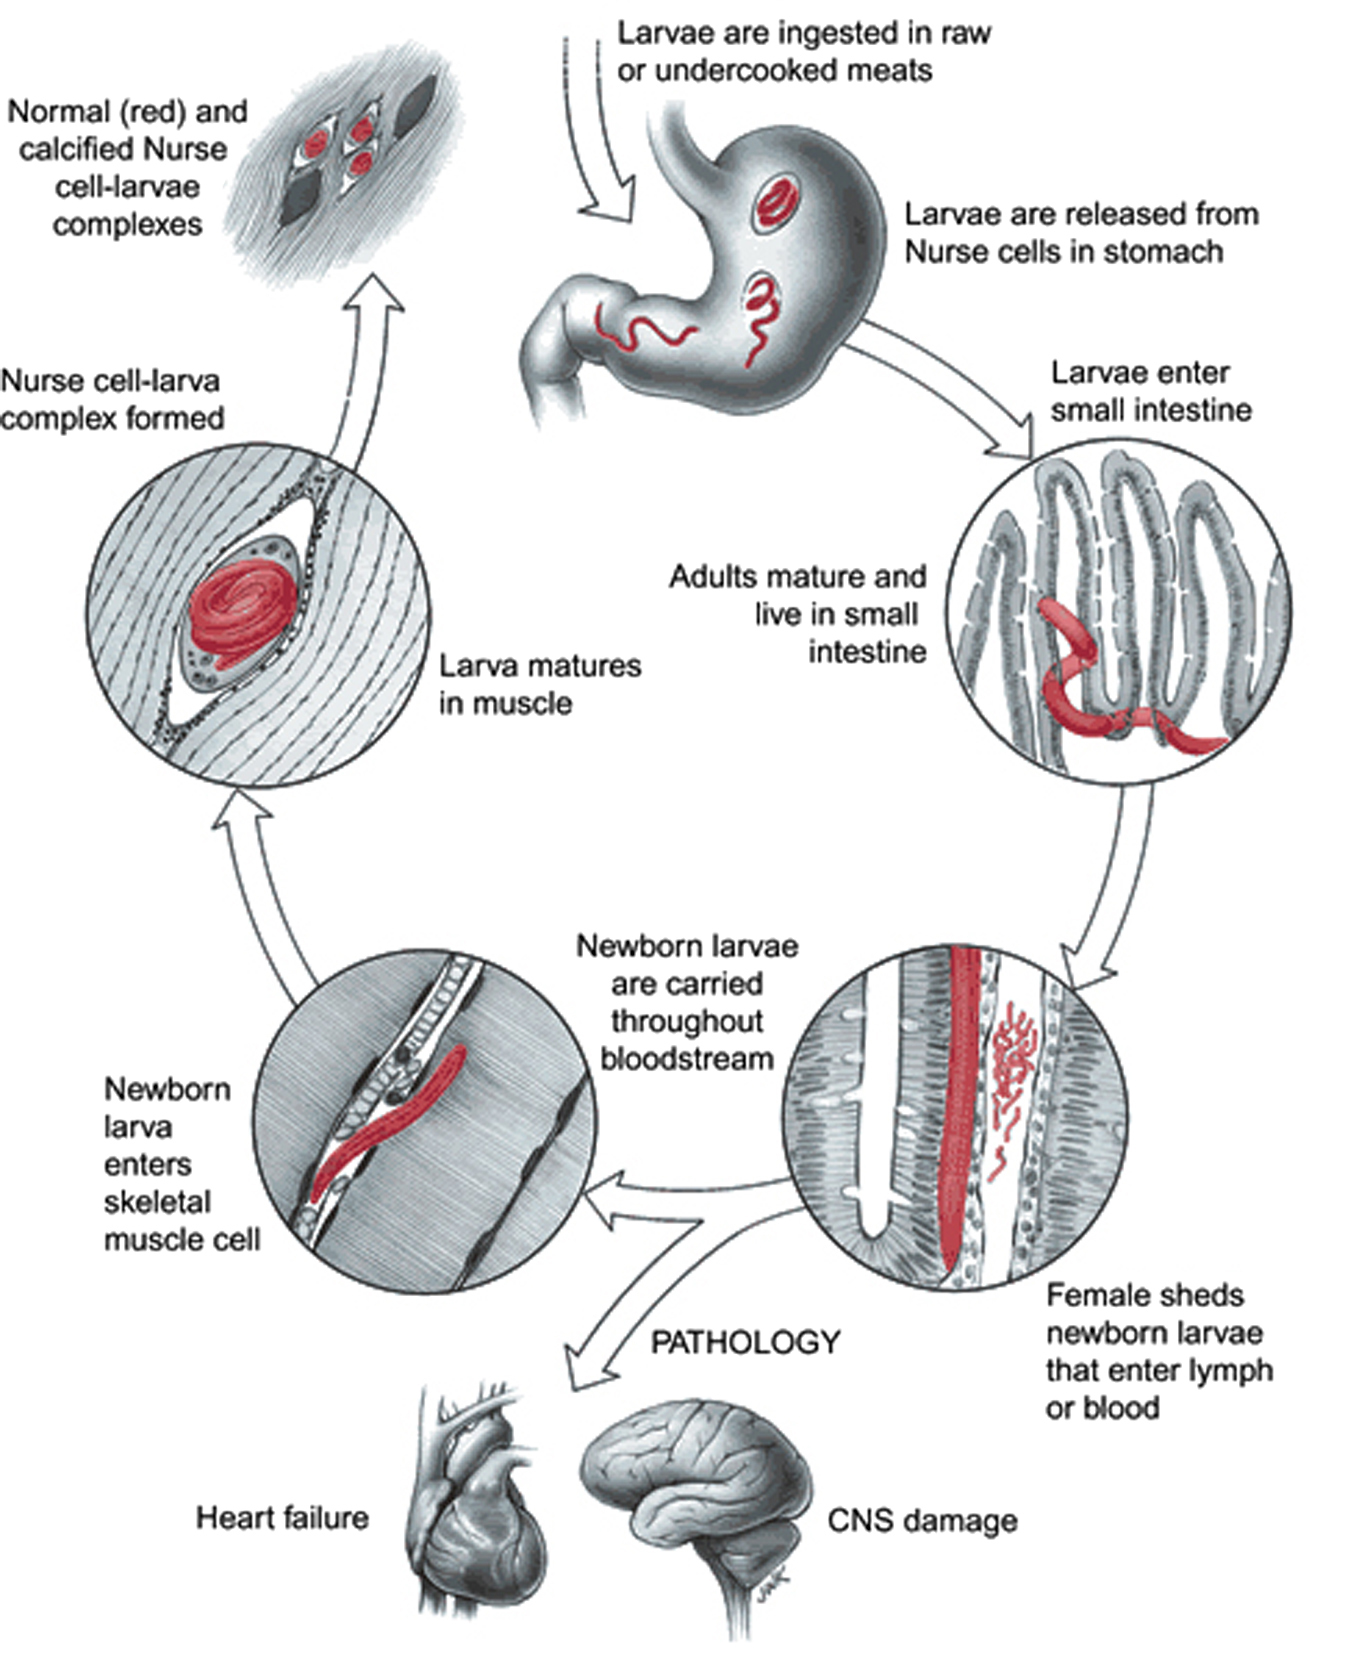 Larvae are ingested in raw
or undercooked meats
Normal (red) and
calcified Nurse
cell-larvae
complexes
Larvae are released from
Nurse cells in stomach
Larvae enter
small intestine
Nurse cell-larva
complex formed
Adults mature and
live in small
intestine
Larva matures
in muscle
Newborn larvae
are carried
throughout
bloodstream
Newborn
larva
enters
skeletal
muscle cell
Female sheds
newborn larvae
that enter lymph
or blood
PATHOLOGY
Heart failure
CNS damage